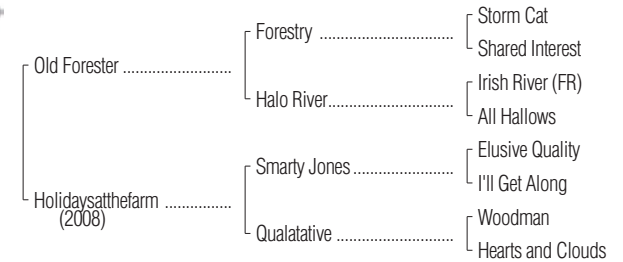 Storm Cat
Forestry ...............................
Shared Interest
Old Forester .........................
Irish River (FR)
Halo River.............................
All Hallows
Elusive Quality
Smarty Jones .......................
I'll Get Along
Holidaysatthefarm ................
(2008)
Woodman
Qualatative ...........................
Hearts and Clouds